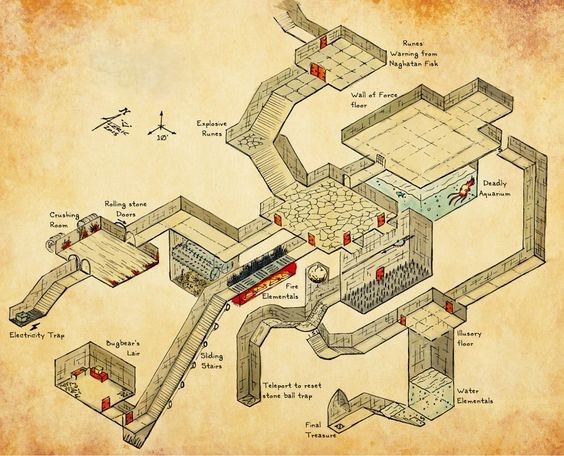 Runes:
Warning from
Naghatan Fisk
Wall of Force
floor
Explosive
Runes
N
10'
Deadly
Aquarium
Rolling stone
Doors
Crushing
Room
Fire
Elementals
Electricity Trap
Bugbear's
Lair
Sliding
Stairs
Illusory
floor
Teleport to reset
stone ball trap
Water
Elementals
Final
Treasure